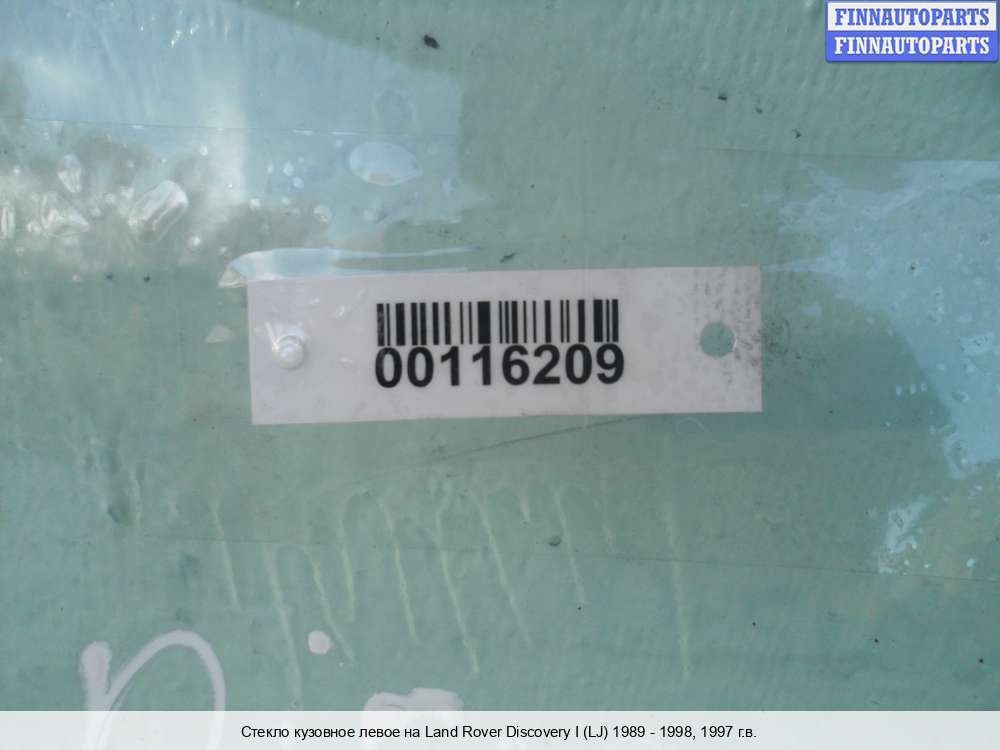 FINNAUTOPARTS
FINNAUTOPARTS
00116209
Стекло кузовное левое на Land Rover Discovery I (LJ) 1989 - 1998, 1997 г.в.